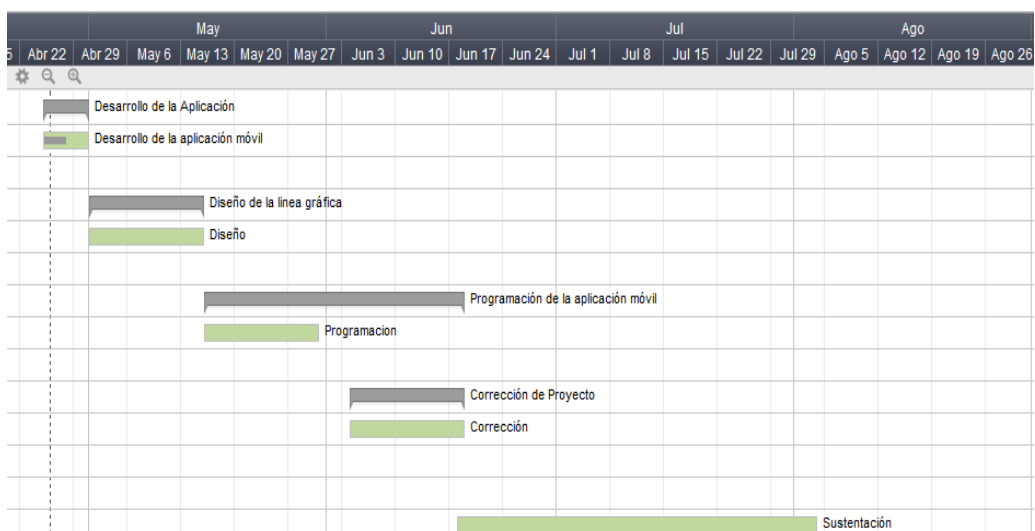 May Jun Jul Ago
5 Abr 22 Abr 29 May 6 May 13 May 20 May 27 Jun 3 Jun 10 Jun 17 Jun 24 Jul 1 Jul 8 Jul 15 Jul 22 Jul 29 Ago 5 Ago 12 Ago 19 Ago 26
Desarrollo de la Aplicación
Desarrollo de la aplicación móvil
Diseño de la linea gráfica
Diseño
Programación de la aplicación móvil
Programacion
Corrección de Proyecto
Corrección
Sustentación